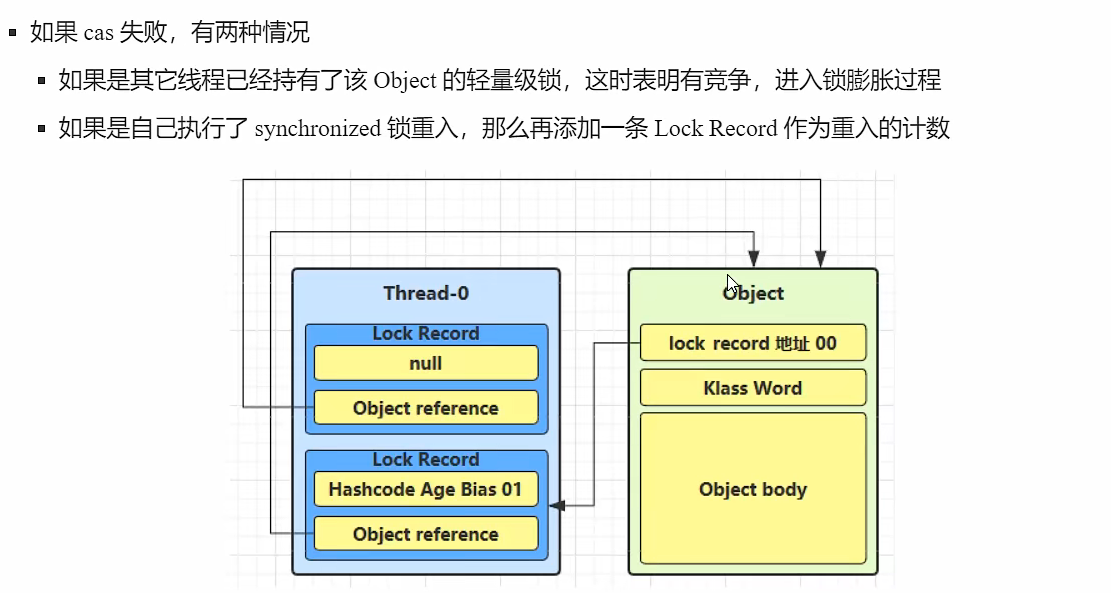 如果 cas 失败，有两种情况
如果是其它线程已经持有了该 Object 的轻量级锁，这时表明有竞争，进入锁膨胀过程
如果是自己执行了 synchronized 锁重入，那么再添加一条 Lock Record 作为重入的计数
Thread-0
Lock Record
null
Object reference
Lock Record
Hashcode Age Bias 01
Object reference
Object
lock record 地址 00
Klass Word
Object body